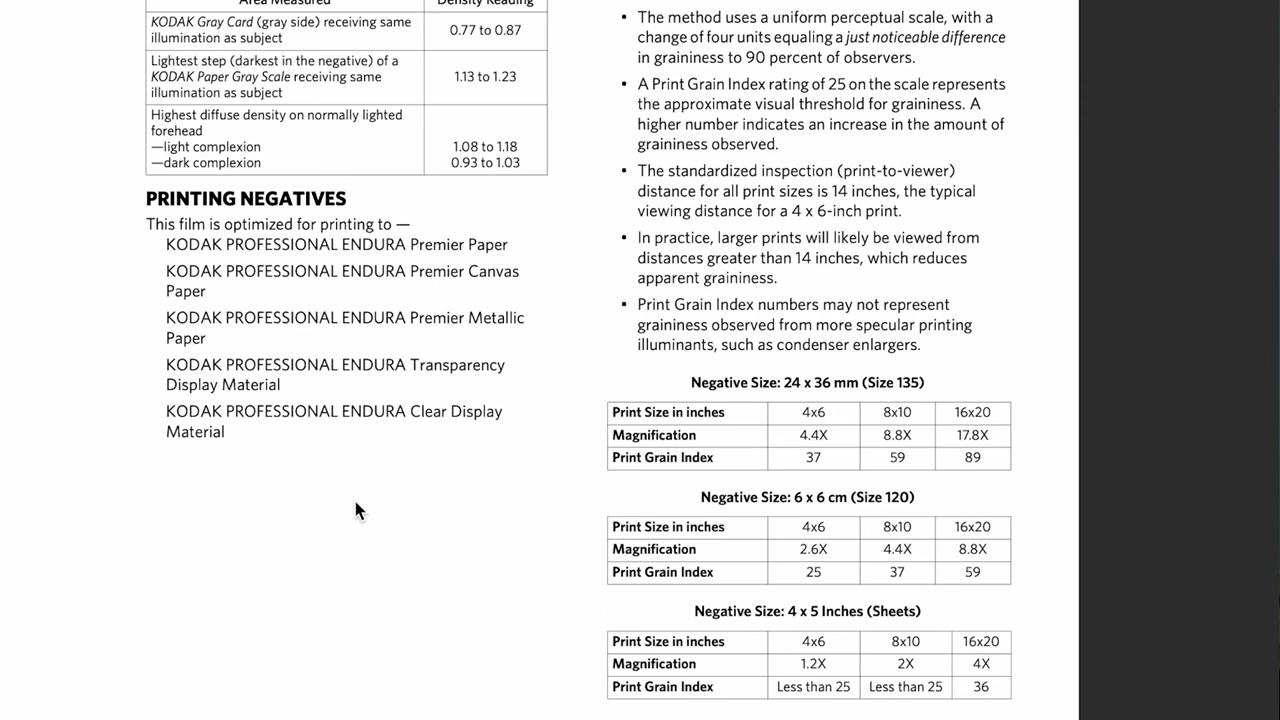 Area Measured Density Reading
KODAK Gray Card (gray side) receiving same
illumination as subject
0.77 to 0.87
Lightest step (darkest in the negative) of a
KODAK Paper Gray Scale receiving same
illumination as subject
1.13 to 1.23
Highest diffuse density on normally lighted
forehead
—light complexion 1.08 to 1.18
—dark complexion 0.93 to 1.03
PRINTING NEGATIVES
This film is optimized for printing to —
KODAK PROFESSIONAL ENDURA Premier Paper
KODAK PROFESSIONAL ENDURA Premier Canvas
Paper
KODAK PROFESSIONAL ENDURA Premier Metallic
Paper
KODAK PROFESSIONAL ENDURA Transparency
Display Material
KODAK PROFESSIONAL ENDURA Clear Display
Material
• The method uses a uniform perceptual scale, with a
change of four units equaling a just noticeable difference
in graininess to 90 percent of observers.
• A Print Grain Index rating of 25 on the scale represents
the approximate visual threshold for graininess. A
higher number indicates an increase in the amount of
graininess observed.
• The standardized inspection (print-to-viewer)
distance for all print sizes is 14 inches, the typical
viewing distance for a 4 x 6-inch print.
• In practice, larger prints will likely be viewed from
distances greater than 14 inches, which reduces
apparent graininess.
• Print Grain Index numbers may not represent
graininess observed from more specular printing
illuminants, such as condenser enlargers.
Negative Size: 24 x 36 mm (Size 135)
Print Size in inches 4x6 8x10 16x20
Magnification 4.4X 8.8X 17.8X
Print Grain Index 37 59 89
Negative Size: 6 x 6 cm (Size 120)
Print Size in inches 4x6 8x10 16x20
Magnification 2.6X 4.4X 8.8X
Print Grain Index 25 37 59
Negative Size: 4 x 5 Inches (Sheets)
Print Size in inches 4x6 8x10 16x20
Magnification 1.2X 2X 4X
Print Grain Index Less than 25 Less than 25 36